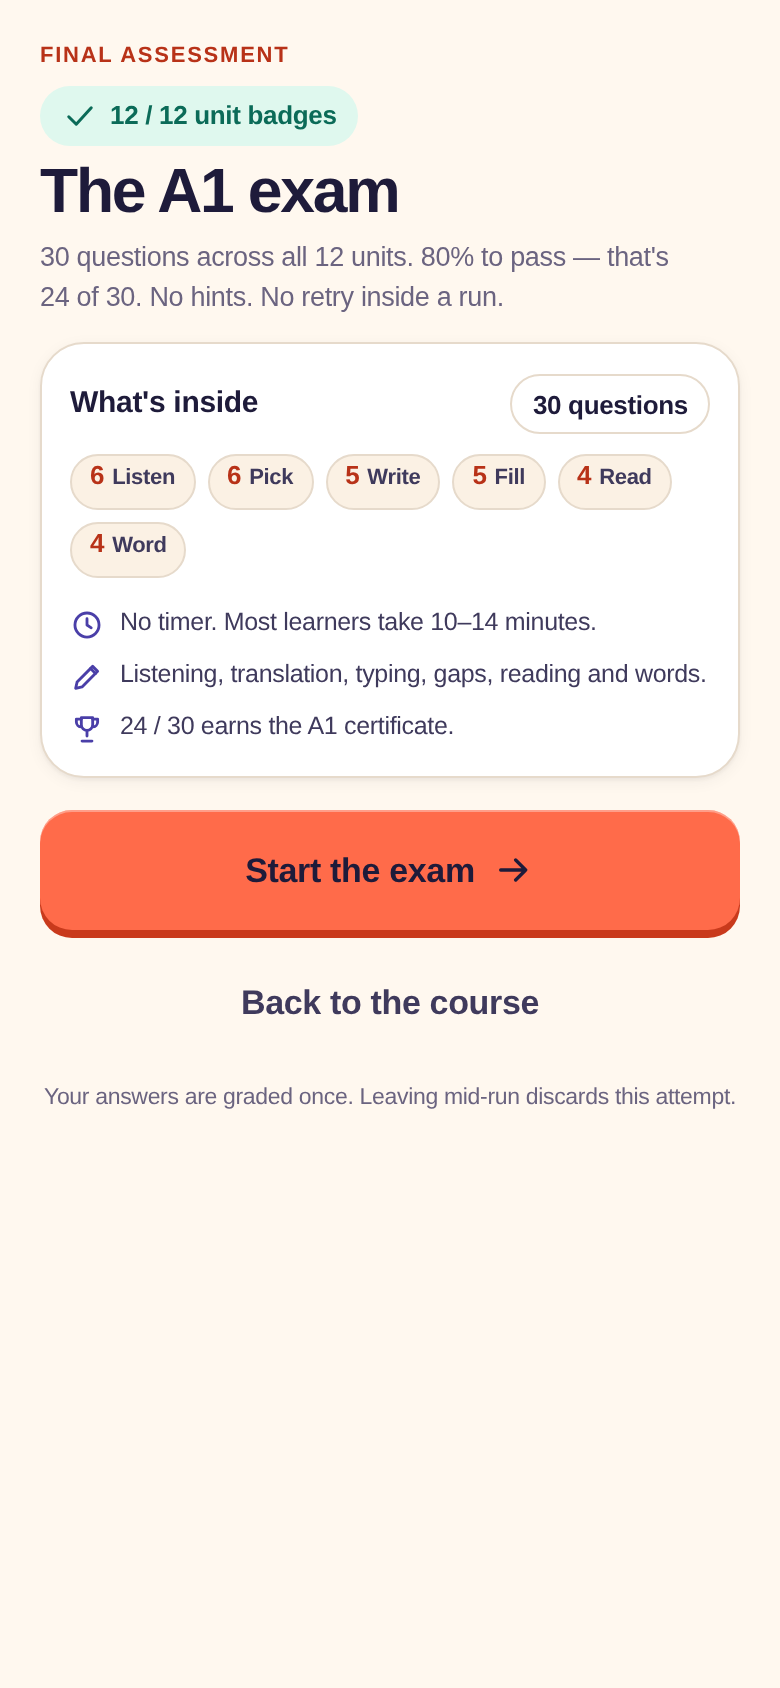 FINAL ASSESSMENT
12 / 12 unit badges
The A1 exam
30 questions across all 12 units. 80% to pass — that's
24 of 30. No hints. No retry inside a run.
What's inside
30 questions
6 Listen
6 Pick
5 Write
5 Fill
4 Read
4 Word
No timer. Most learners take 10–14 minutes.
Listening, translation, typing, gaps, reading and words.
24 / 30 earns the A1 certificate.
Start the exam
Back to the course
Your answers are graded once. Leaving mid-run discards this attempt.